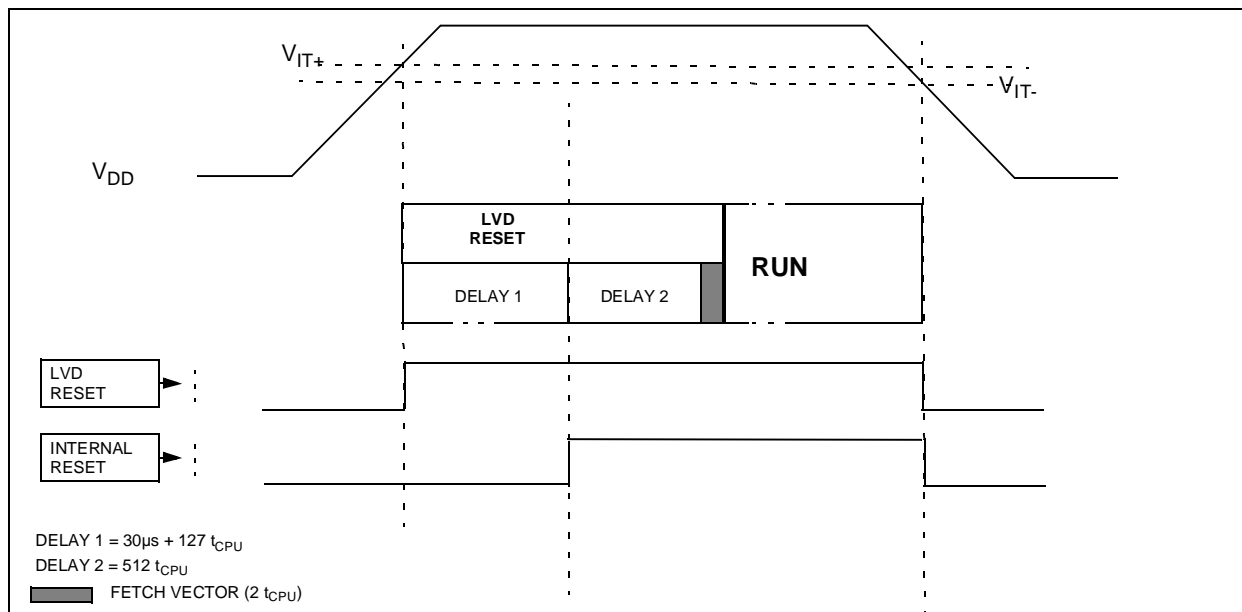 V_IT+
V_IT-
V_DD
LVD
RESET
RUN
DELAY 1
DELAY 2
LVD
RESET
INTERNAL
RESET
DELAY 1 = 30µs + 127 t_CPU
DELAY 2 = 512 t_CPU
FETCH VECTOR (2 t_CPU)